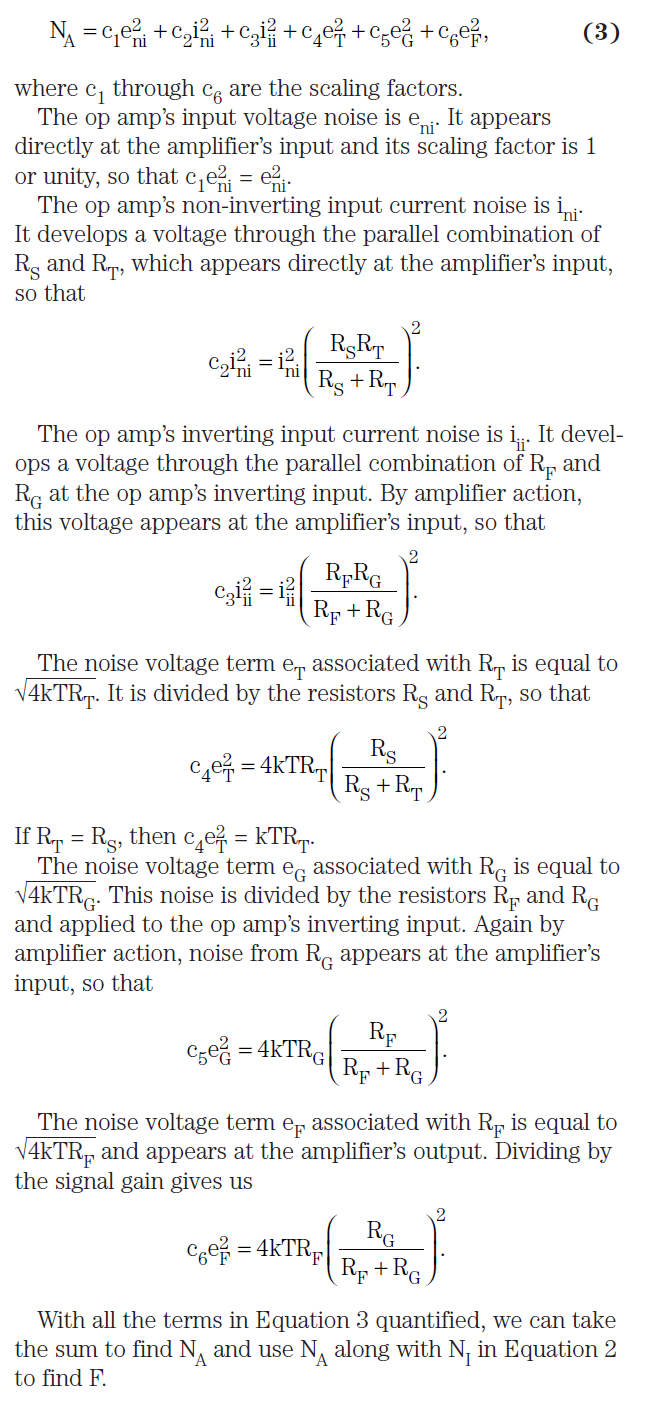 N_A = c_1e_ni^2 + c_2i_ni^2 + c_3i_ii^2 + c_4e_T^2 + c_5e_G^2 + c_6e_F^2, (3)
where c_1 through c_6 are the scaling factors.
The op amp's input voltage noise is e_ni. It appears
directly at the amplifier's input and its scaling factor is 1
or unity, so that c_1e_ni^2 = e_ni^2.
The op amp's non-inverting input current noise is i_ni.
It develops a voltage through the parallel combination of
R_S and R_T, which appears directly at the amplifier's input,
so that
c_2i_ni^2 = i_ni^2 (R_SR_T / (R_S + R_T))^2.
The op amp's inverting input current noise is i_ii. It devel-
ops a voltage through the parallel combination of R_F and
R_G at the op amp's inverting input. By amplifier action,
this voltage appears at the amplifier's input, so that
c_3i_ii^2 = i_ii^2 (R_FR_G / (R_F + R_G))^2.
The noise voltage term e_T associated with R_T is equal to
√(4kTR_T). It is divided by the resistors R_S and R_T, so that
c_4e_T^2 = 4kTR_T (R_S / (R_S + R_T))^2.
If R_T = R_S, then c_4e_T^2 = kTR_T.
The noise voltage term e_G associated with R_G is equal to
√(4kTR_G). This noise is divided by the resistors R_F and R_G
and applied to the op amp's inverting input. Again by
amplifier action, noise from R_G appears at the amplifier's
input, so that
c_5e_G^2 = 4kTR_G (R_F / (R_F + R_G))^2.
The noise voltage term e_F associated with R_F is equal to
√(4kTR_F) and appears at the amplifier's output. Dividing by
the signal gain gives us
c_6e_F^2 = 4kTR_F (R_G / (R_F + R_G))^2.
With all the terms in Equation 3 quantified, we can take
the sum to find N_A and use N_A along with N_I in Equation 2
to find F.